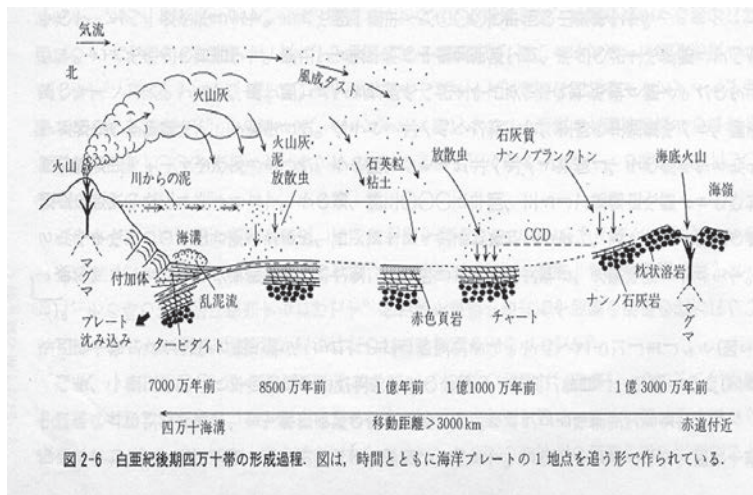 気流
北
風成ダスト
火山灰
火山
川からの泥
火山灰
泥
放散虫
石英粒
粘土
放散虫
石灰質
ナンノプランクトン
海底火山
海嶺
海溝
CCD
マグマ
付加体
乱泥流
枕状溶岩
ナンノ石灰岩
赤色頁岩
チャート
マグマ
プレート
沈み込み
タービダイト
7000万年前
8500万年前
1億年前
1億1000万年前
1億3000万年前
四万十海溝
移動距離>3000km
赤道付近
図2-6 白亜紀後期四万十帯の形成過程. 図は,時間とともに海洋プレートの1地点を追う形で作られている.